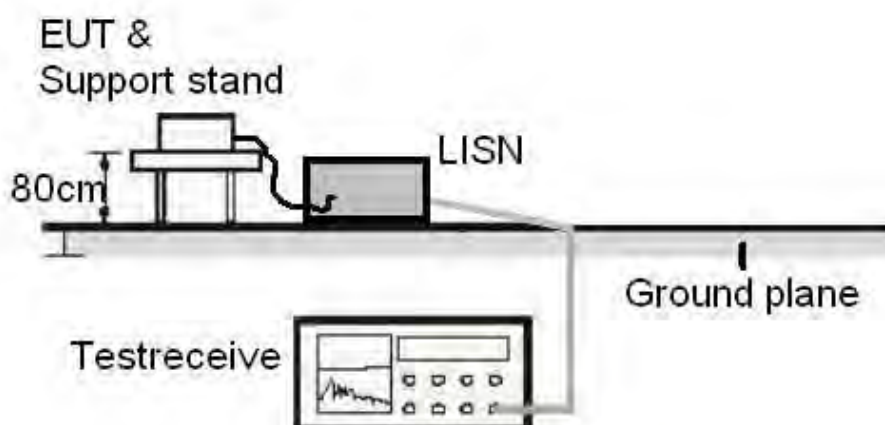 EUT &
Support stand
LISN
80cm
Ground plane
Testreceive